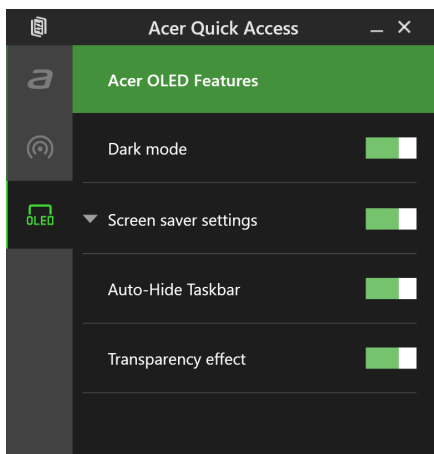 Acer Quick Access
Acer OLED Features
Dark mode
OLED
Screen saver settings
Auto-Hide Taskbar
Transparency effect